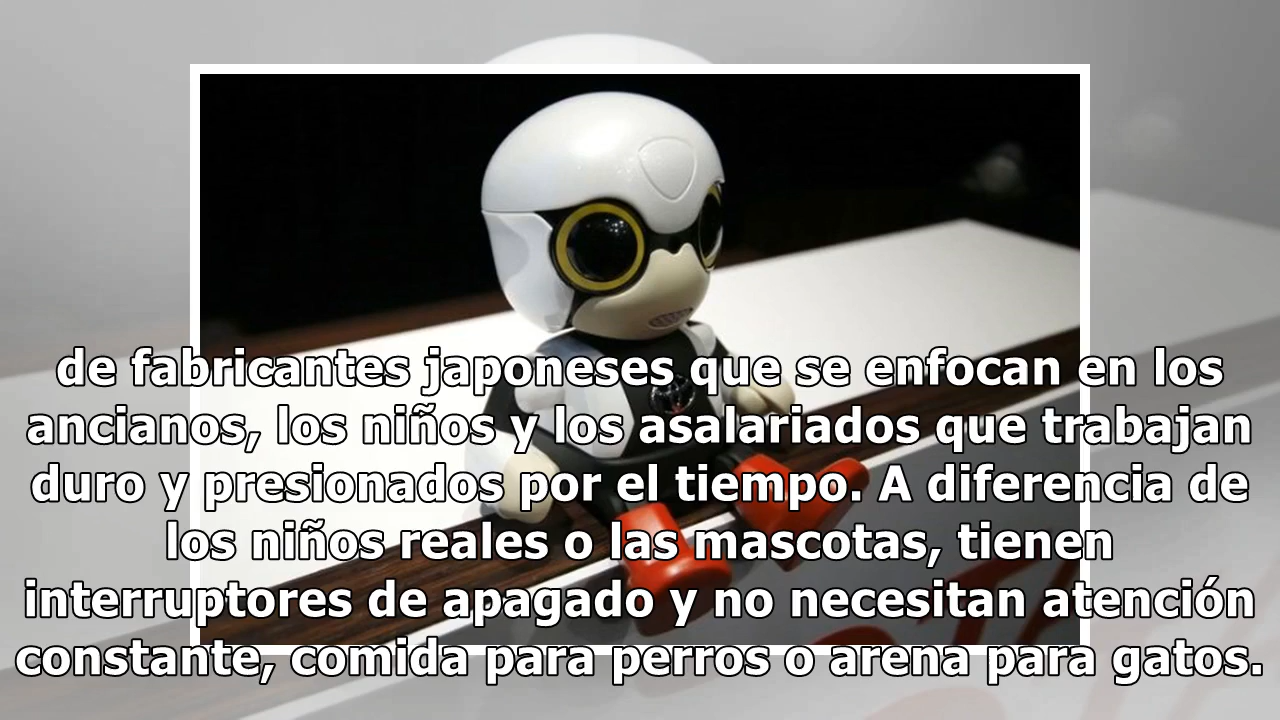 de fabricantes japoneses que se enfocan en los
ancianos, los niños y los asalariados que trabajan
duro y presionados por el tiempo. A diferencia de
los niños reales o las mascotas, tienen
interruptores de apagado y no necesitan atención
constante, comida para perros o arena para gatos.